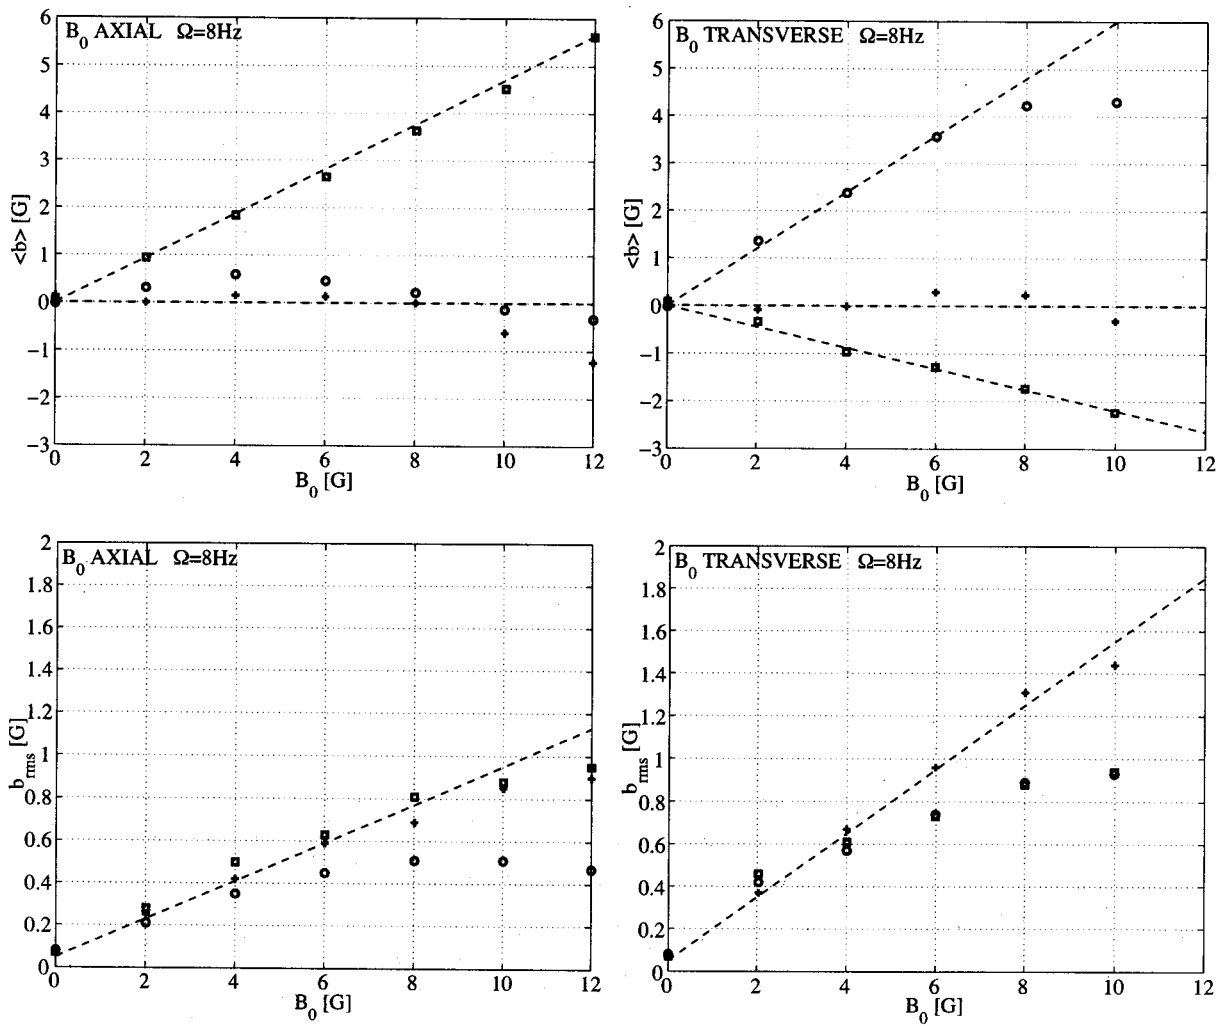 B0 AXIAL Ω=8Hz
6
5
4
3
2
1
0
−1
−2
−3
<b> [G]
0 2 4 6 8 10 12
B0 [G]
B0 TRANSVERSE Ω=8Hz
6
5
4
3
2
1
0
−1
−2
−3
<b> [G]
0 2 4 6 8 10 12
B0 [G]
B0 AXIAL Ω=8Hz
2
1.8
1.6
1.4
1.2
1
0.8
0.6
0.4
0.2
0
brms [G]
0 2 4 6 8 10 12
B0 [G]
B0 TRANSVERSE Ω=8Hz
2
1.8
1.6
1.4
1.2
1
0.8
0.6
0.4
0.2
0
brms [G]
0 2 4 6 8 10 12
B0 [G]